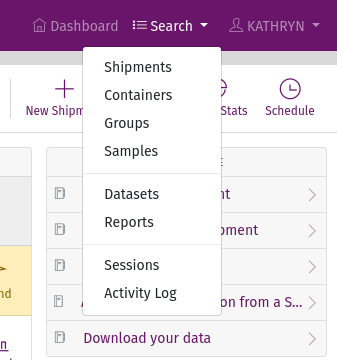 Dashboard Search KATHRYN
Shipments
Containers
Groups
Samples
Datasets
Reports
Sessions
Activity Log
New Shipm
Stats
Schedule
E
nt
pment
on from a S...
Download your data
nd
n